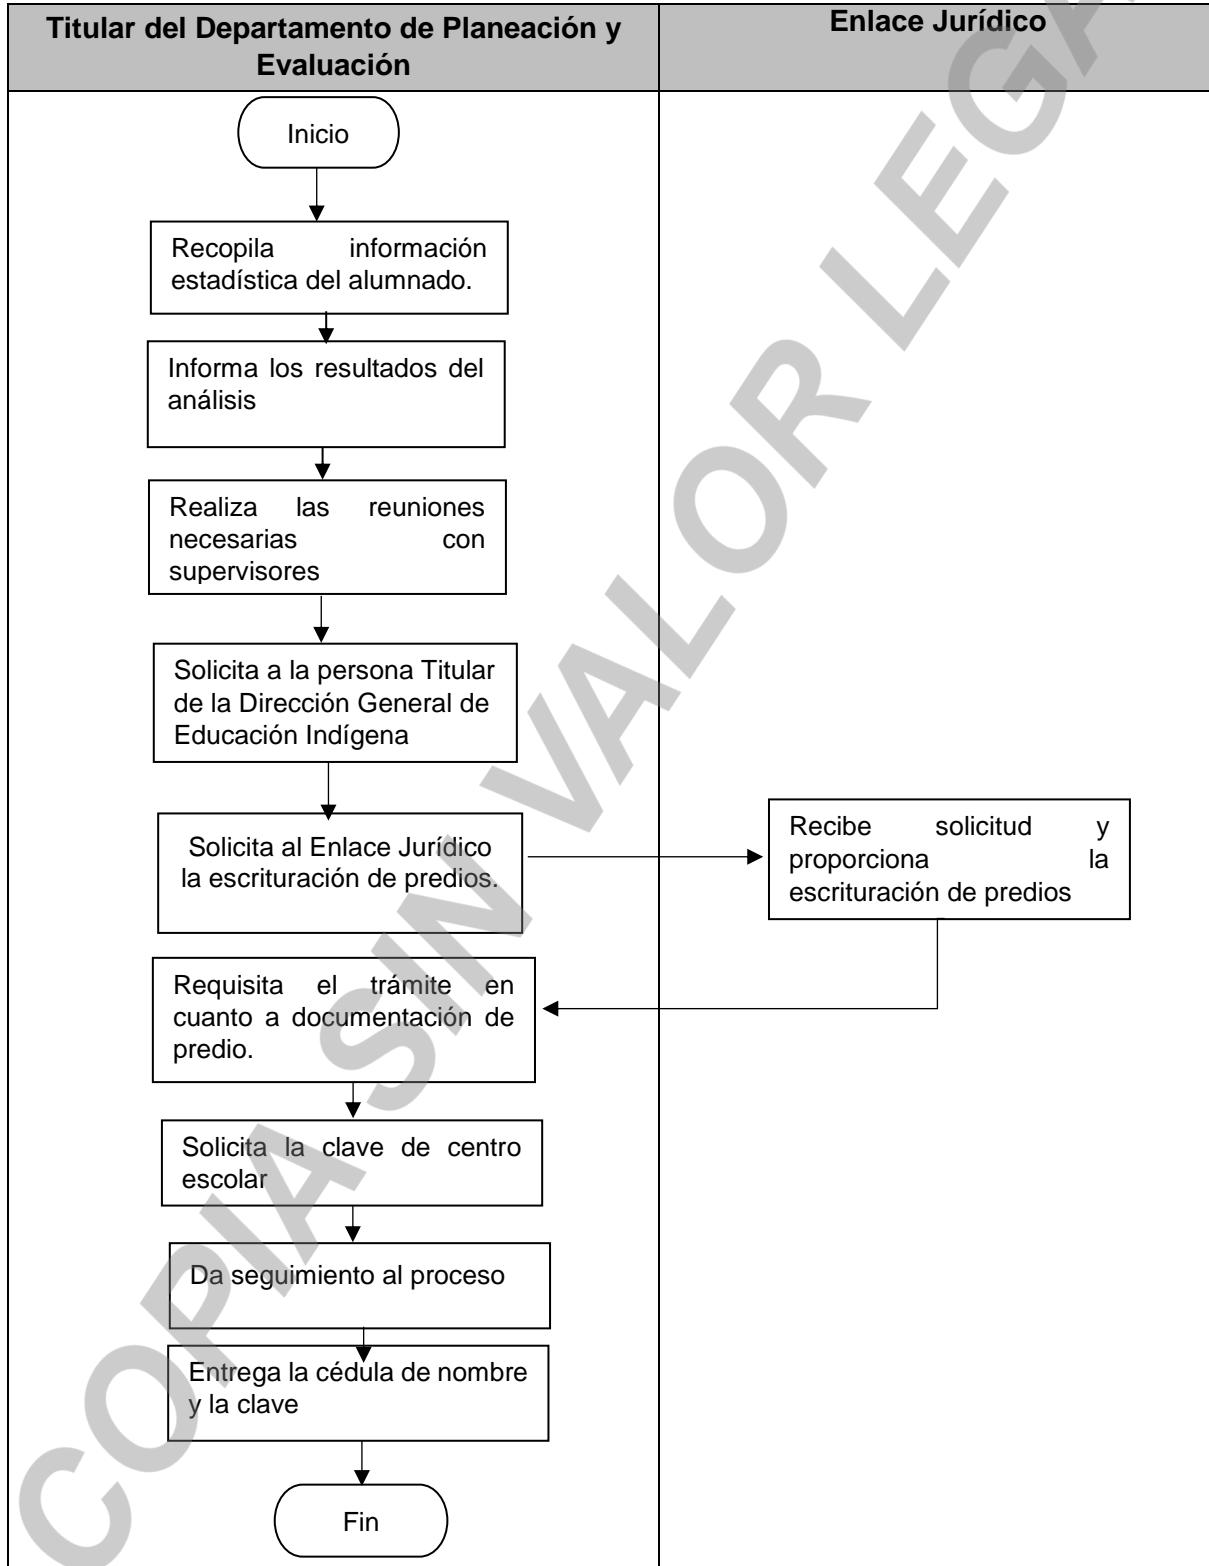 Titular del Departamento de Planeación y
Evaluación
Enlace Jurídico
Inicio
Recopila información
estadística del alumnado.
Informa los resultados del
análisis
Realiza las reuniones
necesarias con
supervisores
Solicita a la persona Titular
de la Dirección General de
Educación Indígena
Solicita al Enlace Jurídico
la escrituración de predios.
Recibe solicitud y
proporciona la
escrituración de predios
Requisita el trámite en
cuanto a documentación de
predio.
Solicita la clave de centro
escolar
Da seguimiento al proceso
Entrega la cédula de nombre
y la clave
Fin
COPIA SIN VALOR LEGA